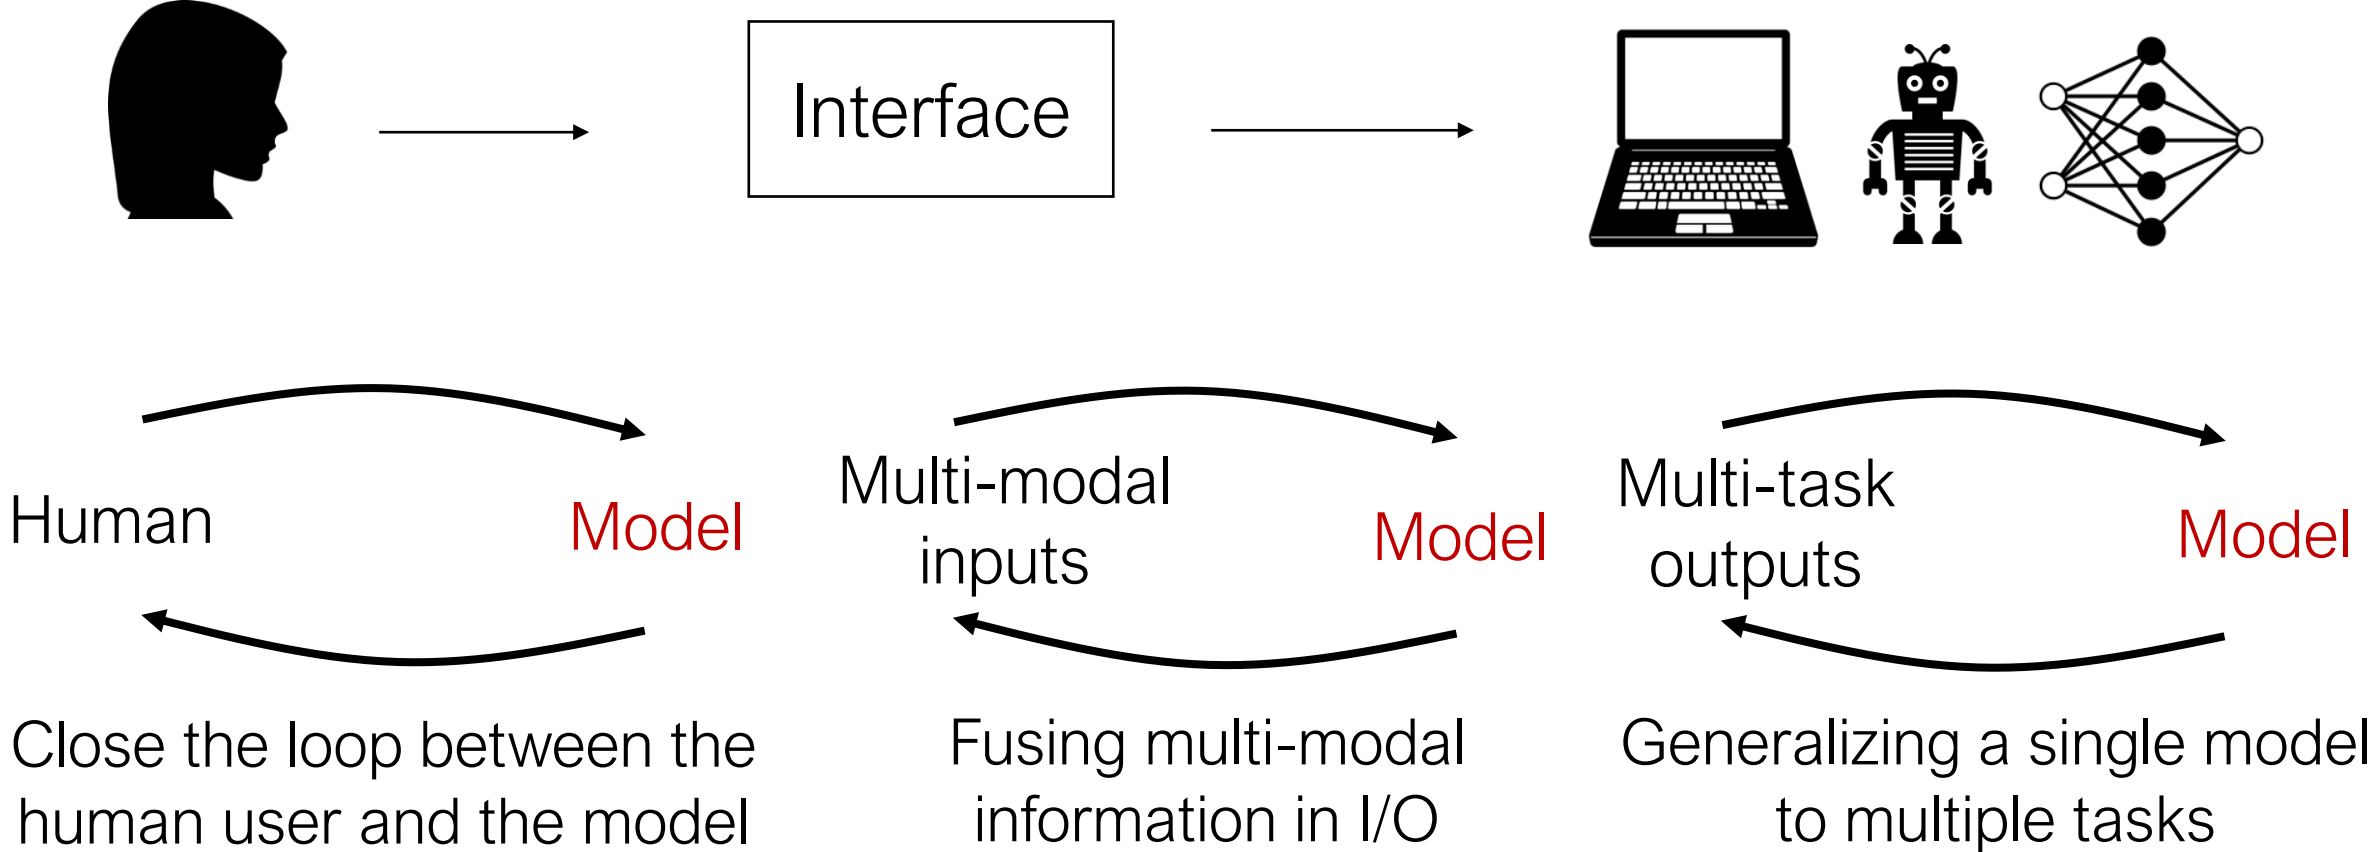 Interface
Human
Model
Multi-modal
inputs
Model
Multi-task
outputs
Model
Close the loop between the
human user and the model
Fusing multi-modal
information in I/O
Generalizing a single model
to multiple tasks